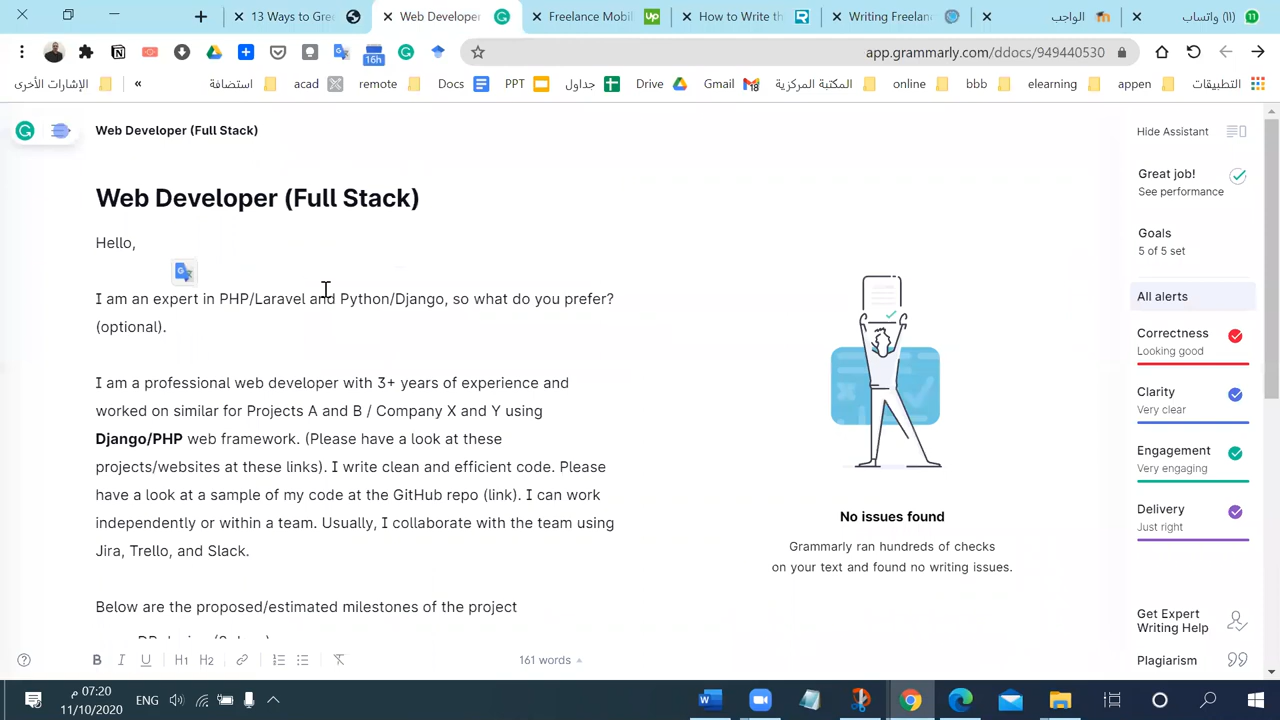 Web Developer (Full Stac
Web Dev
Freelance Mobil
How to Write th
Writing Freelan
الواجب
(11) واتساب
11
16h
app.grammarly.com/ddocs/949440530
الإشارات الأخرى
»
استضافة
acad
remote
Docs
PPT
جداول
Drive
Gmail
المكتبة المركزية
online
bbb
elearning
appen
التطبيقات
Web Developer (Full Stack)
Hide Assistant
Web Developer (Full Stack)
Hello,
I am an expert in PHP/Laravel and Python/Django, so what do you prefer?
(optional).
I am a professional web developer with 3+ years of experience and
worked on similar for Projects A and B / Company X and Y using
Django/PHP web framework. (Please have a look at these
projects/websites at these links). I write clean and efficient code. Please
have a look at a sample of my code at the GitHub repo (link). I can work
independently or within a team. Usually, I collaborate with the team using
Jira, Trello, and Slack.
Below are the proposed/estimated milestones of the project
No issues found
Grammarly ran hundreds of checks
on your text and found no writing issues.
Great job!
See performance
Goals
5 of 5 set
All alerts
Correctness
Looking good
Clarity
Very clear
Engagement
Very engaging
Delivery
Just right
Get Expert
Writing Help
Plagiarism
B I U H1 H2
161 words
07:20 م
11/10/2020
ENG